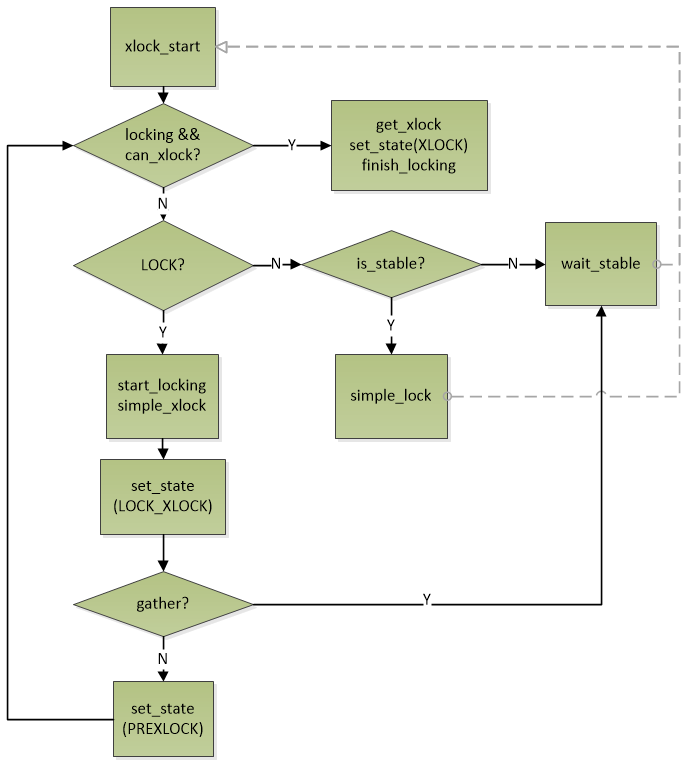 xlock_start
locking &&
can_xlock?
Y
get_xlock
set_state(XLOCK)
finish_locking
N
LOCK?
N
is_stable?
N
wait_stable
Y
Y
start_locking
simple_xlock
simple_lock
set_state
(LOCK_XLOCK)
gather?
Y
N
set_state
(PREXLOCK)